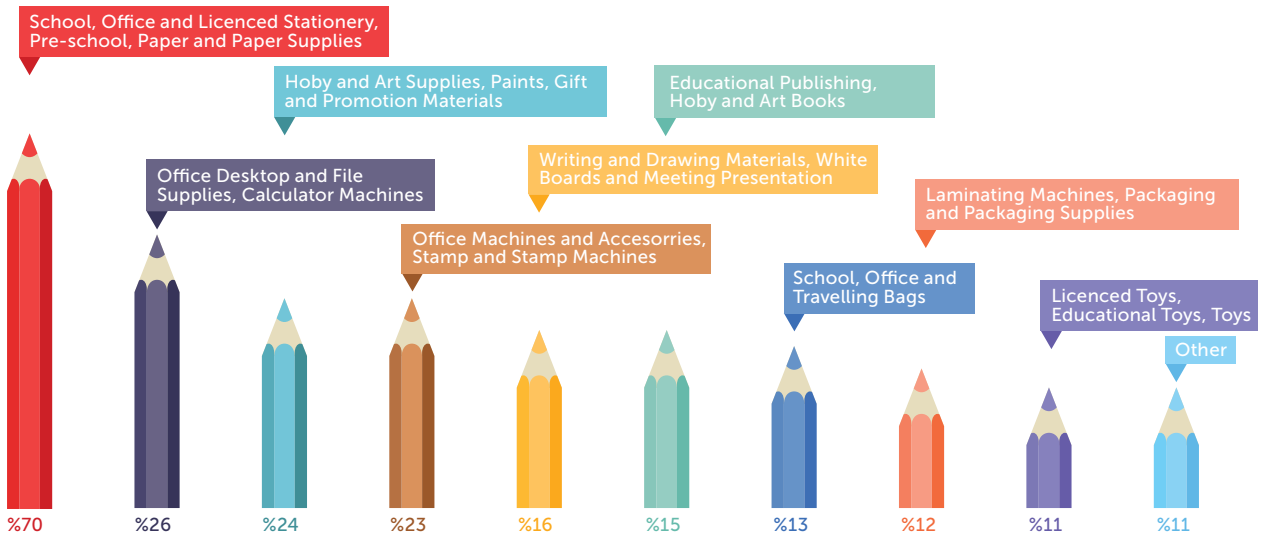 School, Office and Licenced Stationery,
Pre-school, Paper and Paper Supplies
Hoby and Art Supplies, Paints, Gift
and Promotion Materials
Educational Publishing,
Hoby and Art Books
Office Desktop and File
Supplies, Calculator Machines
Writing and Drawing Materials, White
Boards and Meeting Presentation
Laminating Machines, Packaging
and Packaging Supplies
Office Machines and Accesorries,
Stamp and Stamp Machines
School, Office and
Travelling Bags
Licenced Toys,
Educational Toys, Toys
Other
%70
%26
%24
%23
%16
%15
%13
%12
%11
%11